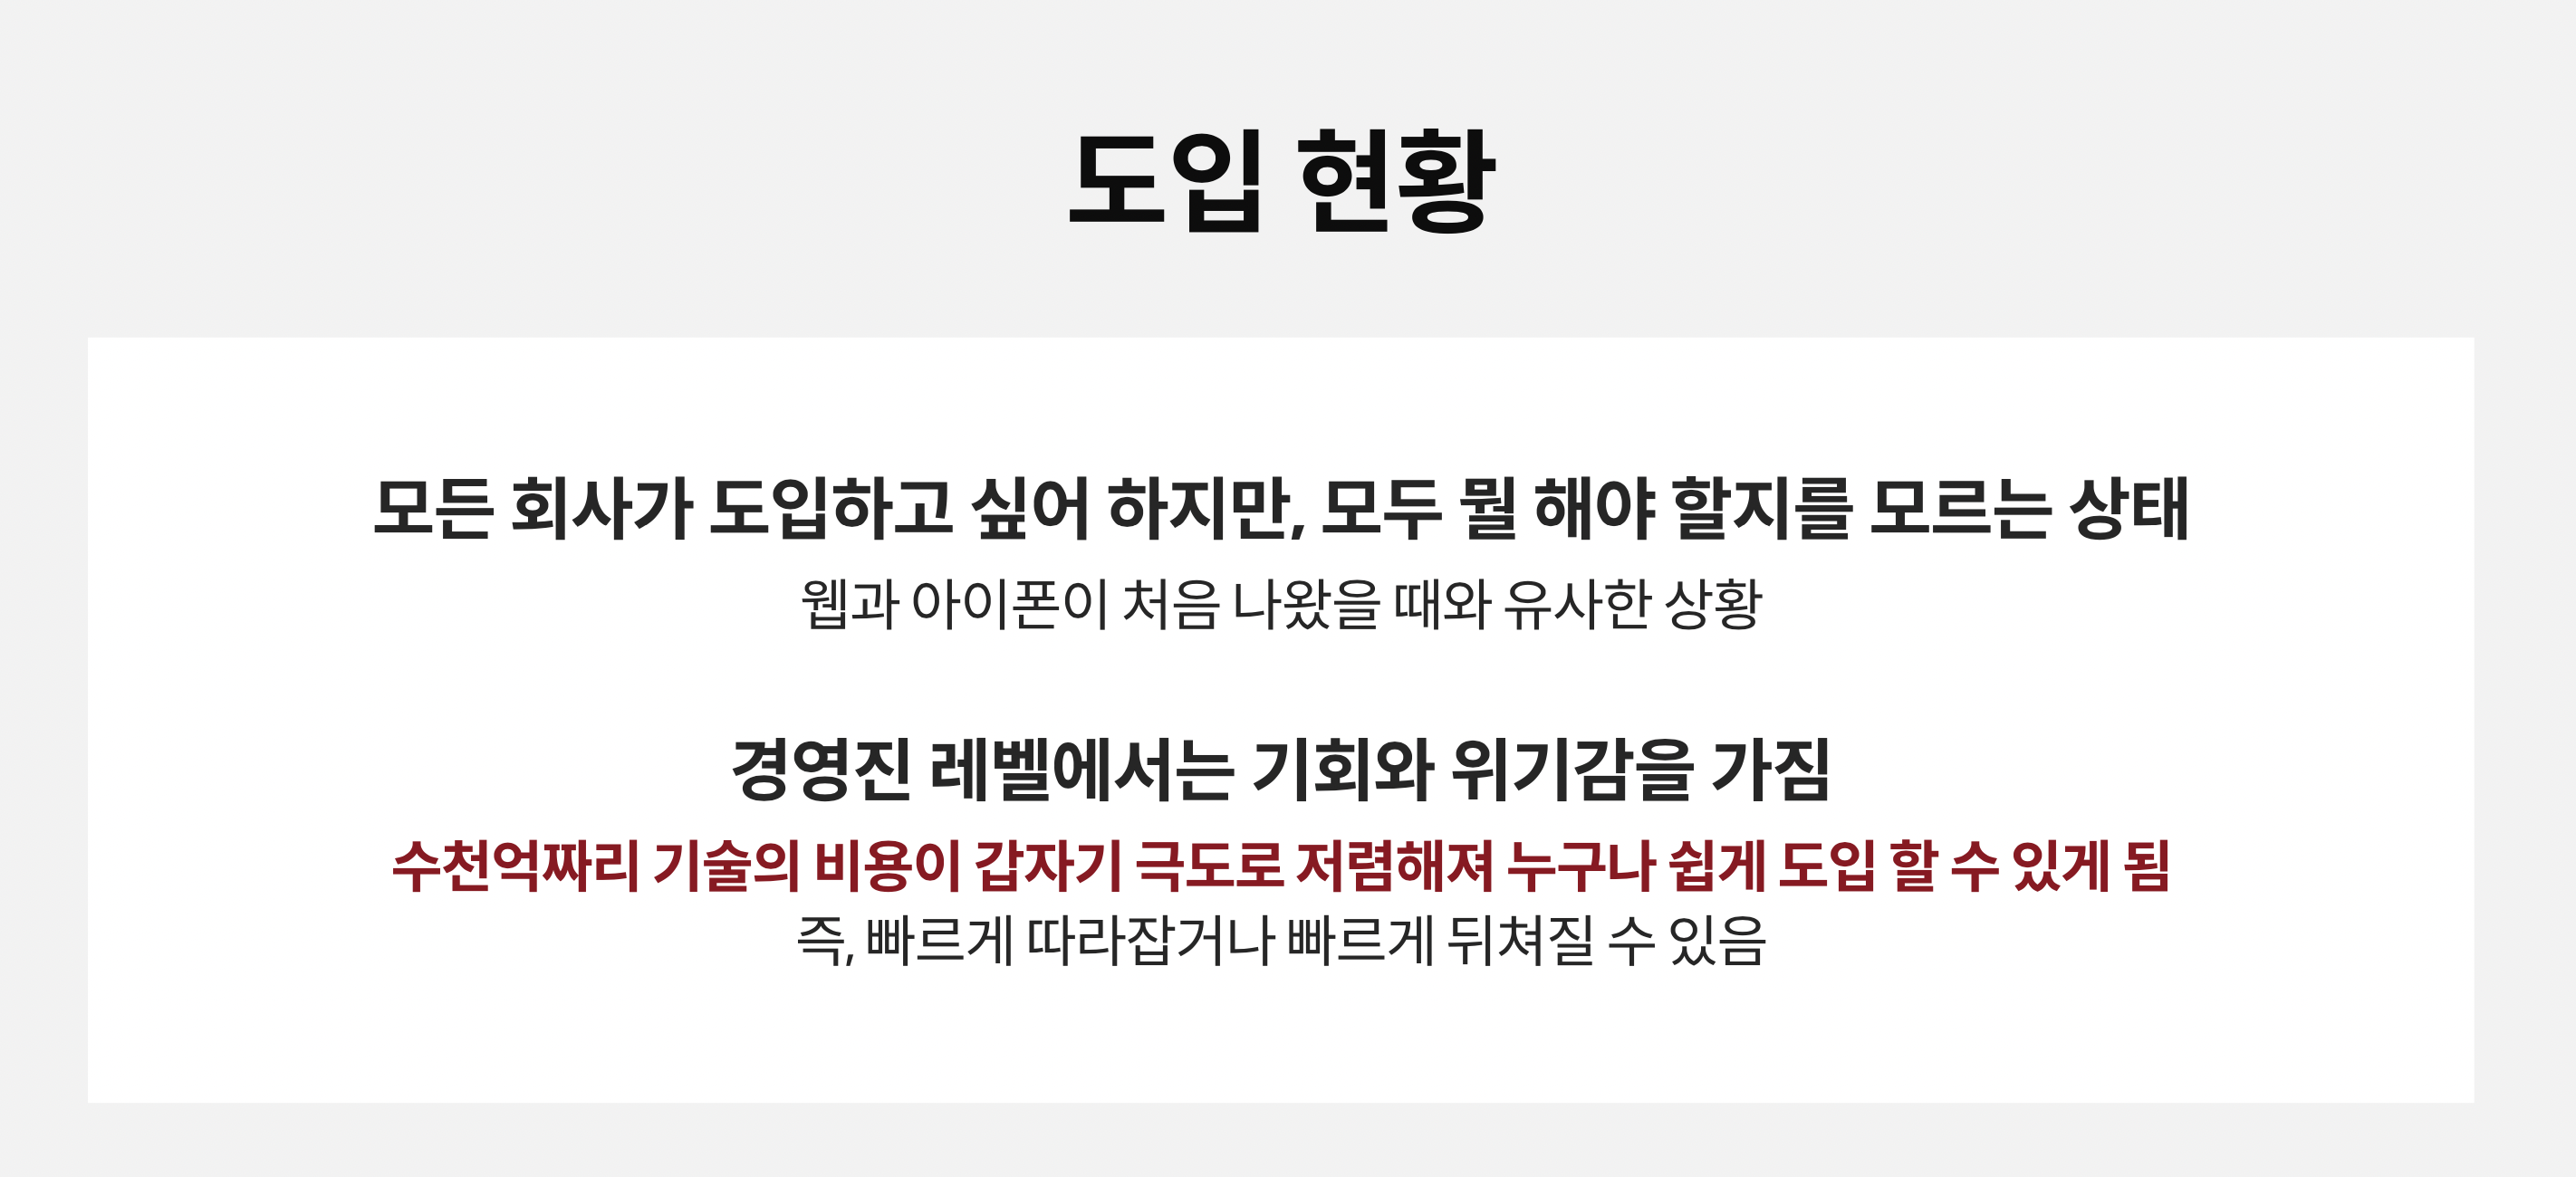 도입 현황
모든 회사가 도입하고 싶어 하지만, 모두 뭘 해야 할지를 모르는 상태
웹과 아이폰이 처음 나왔을 때와 유사한 상황
경영진 레벨에서는 기회와 위기감을 가짐
수천억짜리 기술의 비용이 갑자기 극도로 저렴해져 누구나 쉽게 도입 할 수 있게 됨
즉, 빠르게 따라잡거나 빠르게 뒤쳐질 수 있음